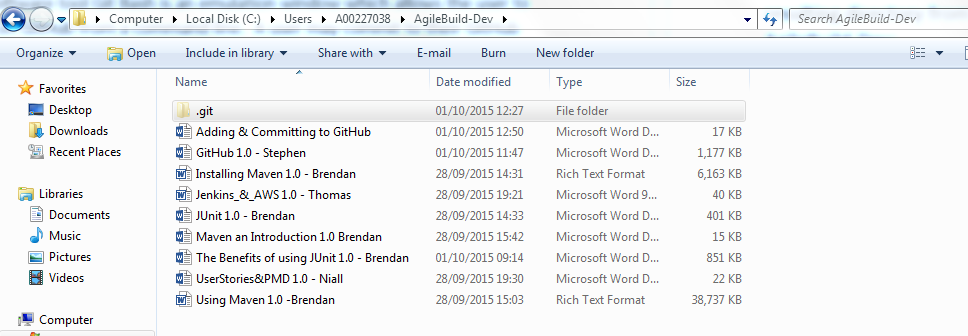 Computer ▸ Local Disk (C:) ▸ Users ▸ A00227038 ▸ AgileBuild-Dev ▸ Search AgileBuild-Dev
Organize Open Include in library Share with E-mail Burn New folder
Name Date modified Type Size
Favorites
Desktop
Downloads
Recent Places
Libraries
Documents
Music
Pictures
Videos
Computer
.git 01/10/2015 12:27 File folder
Adding & Committing to GitHub 01/10/2015 12:50 Microsoft Word D... 17 KB
GitHub 1.0 - Stephen 01/10/2015 11:47 Microsoft Word D... 1,177 KB
Installing Maven 1.0 - Brendan 28/09/2015 14:31 Rich Text Format 6,163 KB
Jenkins_&_AWS 1.0 - Thomas 28/09/2015 19:21 Microsoft Word 9... 40 KB
JUnit 1.0 - Brendan 28/09/2015 14:33 Microsoft Word D... 401 KB
Maven an Introduction 1.0 Brendan 28/09/2015 15:42 Microsoft Word D... 15 KB
The Benefits of using JUnit 1.0 - Brendan 01/10/2015 09:14 Microsoft Word D... 851 KB
UserStories&PMD 1.0 - Niall 28/09/2015 19:30 Microsoft Word D... 22 KB
Using Maven 1.0 -Brendan 28/09/2015 15:03 Rich Text Format 38,737 KB